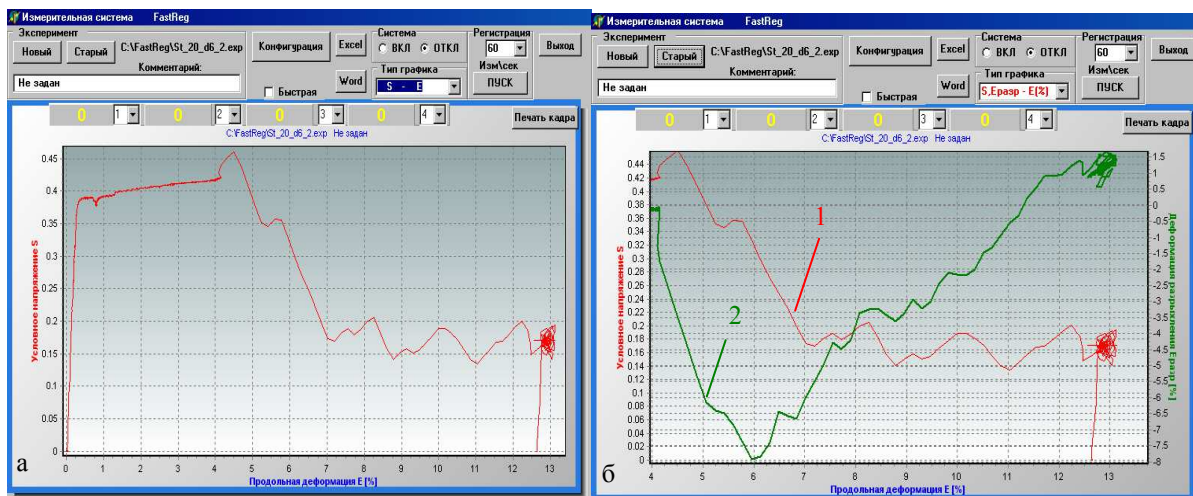 Измерительная система FastReg
Эксперимент
Новый Старый C:\FastReg\St_20_d6_2.exp
Комментарий:
Не задан
Конфигурация
Быстрая
Excel
Word
Система
ВКЛ ОТКЛ
Тип графика
S - E
Регистрация
60
Изм\сек
ПУСК
Выход
0 1 0 2 0 3 0 4
Печать кадра
C:\FastReg\St_20_d6_2.exp Не задан
Условное напряжение S
0.45
0.4
0.35
0.3
0.25
0.2
0.15
0.1
0.05
0
0 1 2 3 4 5 6 7 8 9 10 11 12 13
Продольная деформация E [%]
а
Измерительная система FastReg
Эксперимент
Новый Старый C:\FastReg\St_20_d6_2.exp
Комментарий:
Не задан
Конфигурация
Быстрая
Excel
Word
Система
ВКЛ ОТКЛ
Тип графика
S,Eразр - E(%)
Регистрация
60
Изм\сек
ПУСК
Выход
0 1 0 2 0 3 0 4
Печать кадра
C:\FastReg\St_20_d6_2.exp Не задан
Условное напряжение S
0.44
0.42
0.4
0.38
0.36
0.34
0.32
0.3
0.28
0.26
0.24
0.22
0.2
0.18
0.16
0.14
0.12
0.1
0.08
0.06
0.04
0.02
0
1
2
1.5
1
0.5
0
-0.5
-1
-1.5
-2
-2.5
-3
-3.5
-4
-4.5
-5
-5.5
-6
-6.5
-7
-7.5
-8
Деформация разрыхления Eразр [%]
4 5 6 7 8 9 10 11 12 13
Продольная деформация E [%]
б